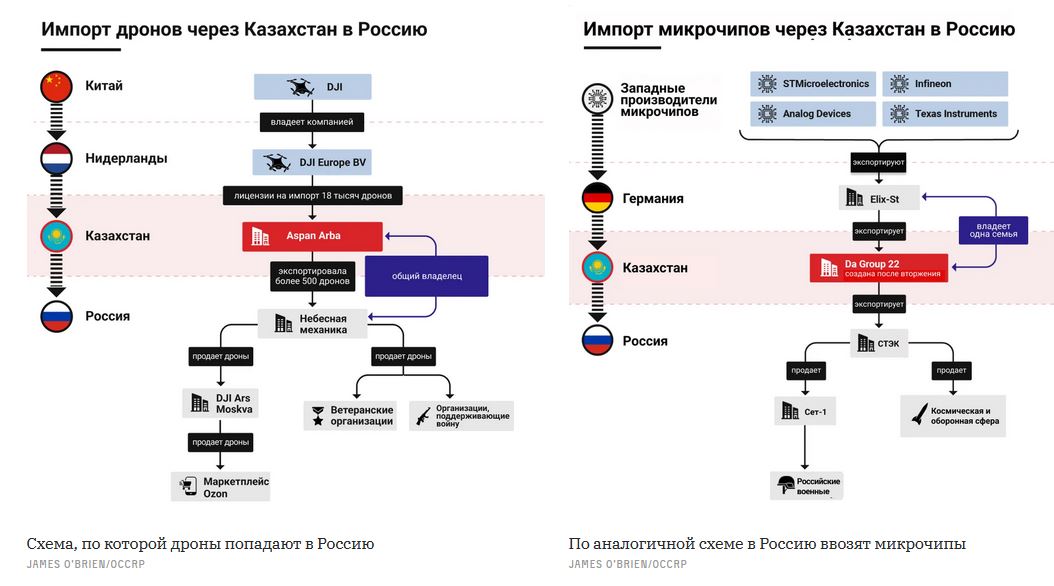 Импорт дронов через Казахстан в Россию
Китай
DJI
владеет компанией
Нидерланды
DJI Europe BV
лицензии на импорт 18 тысяч дронов
Казахстан
Aspan Arba
экспортировала
более 500 дронов
общий владелец
Россия
Небесная
механика
продает дроны
продает дроны
DJI Ars
Moskva
Ветеранские
организации
Организации,
поддерживающие
войну
продает дроны
Маркетплейс
Ozon
Схема, по которой дроны попадают в Россию
JAMES O'BRIEN/OCCRP
Импорт микрочипов через Казахстан в Россию
Западные
производители
микрочипов
STMicroelectronics
Infineon
Analog Devices
Texas Instruments
экспортируют
Германия
Elix-St
экспортирует
владеет
одна семья
Казахстан
Da Group 22
создана после вторжения
экспортирует
Россия
СТЭК
продает
продает
Сет-1
Космическая и
оборонная сфера
Российские
военные
По аналогичной схеме в Россию ввозят микрочипы
JAMES O'BRIEN/OCCRP